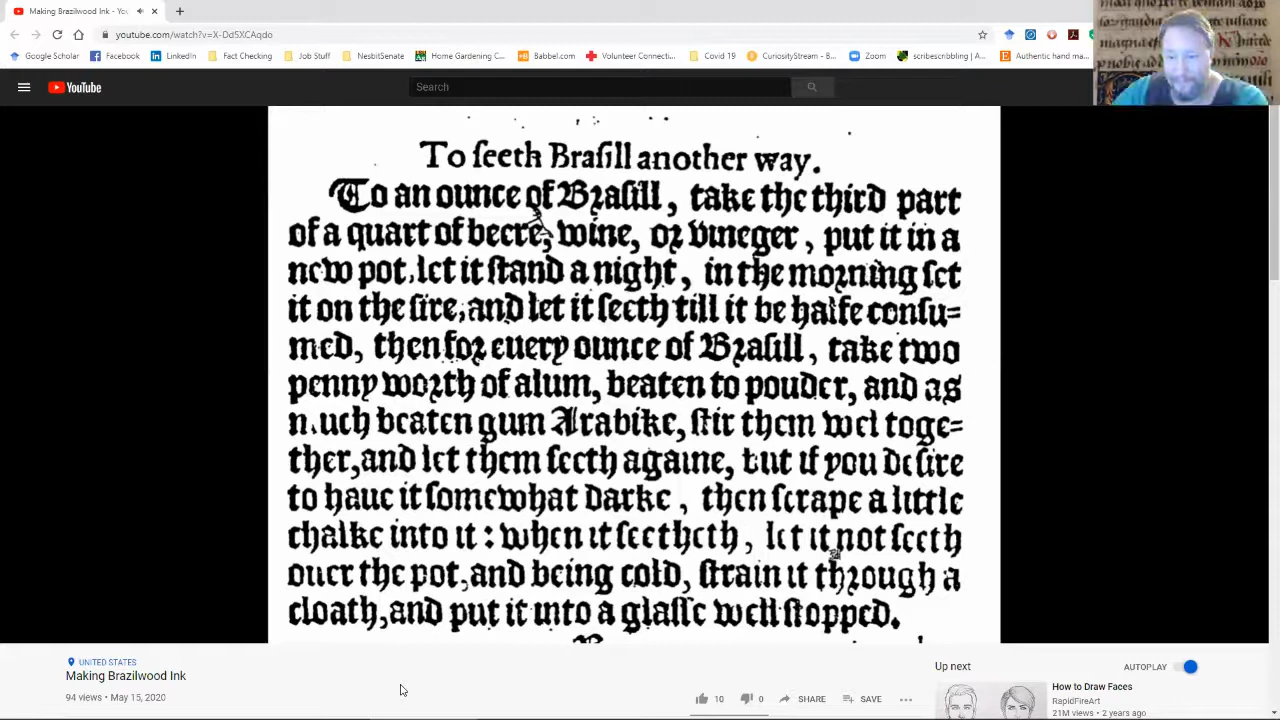 Making Brazilwood Ink - You
youtube.com/watch?v=X-Dd5XCAqdo
Google Scholar
Facebook
LinkedIn
Fact Checking
Job Stuff
NesbitSenate
Home Gardening C...
Babbel.com
Volunteer Connecti...
Covid 19
CuriosityStream - B...
Zoom
scribescribbling | A...
Authentic hand ma...
YouTube
Search
To ſeeth Braſill another way.
To an ounce of Braſill, take the third part
of a quart of beere, wine, or vineger, put it in a
new pot, let it ſtand a night, in the morning ſet
it on the fire, and let it ſeeth till it be halfe conſu=
med, then for euery ounce of Braſill, take two
penny worth of alum, beaten to pouder, and as
much beaten gum Arabike, ſtir them wel toge=
ther, and let them ſeeth againe, but if you deſire
to haue it ſomewhat darke, then ſcrape a little
chalke into it: when it ſeetheth, let it not ſeeth
ouer the pot, and being cold, ſtrain it through a
cloath, and put it into a glaſſe well ſtopped.
UNITED STATES
Making Brazilwood Ink
94 views • May 15, 2020
10
0
SHARE
SAVE
Up next
AUTOPLAY
How to Draw Faces
RapidFireArt
21M views • 2 years ago